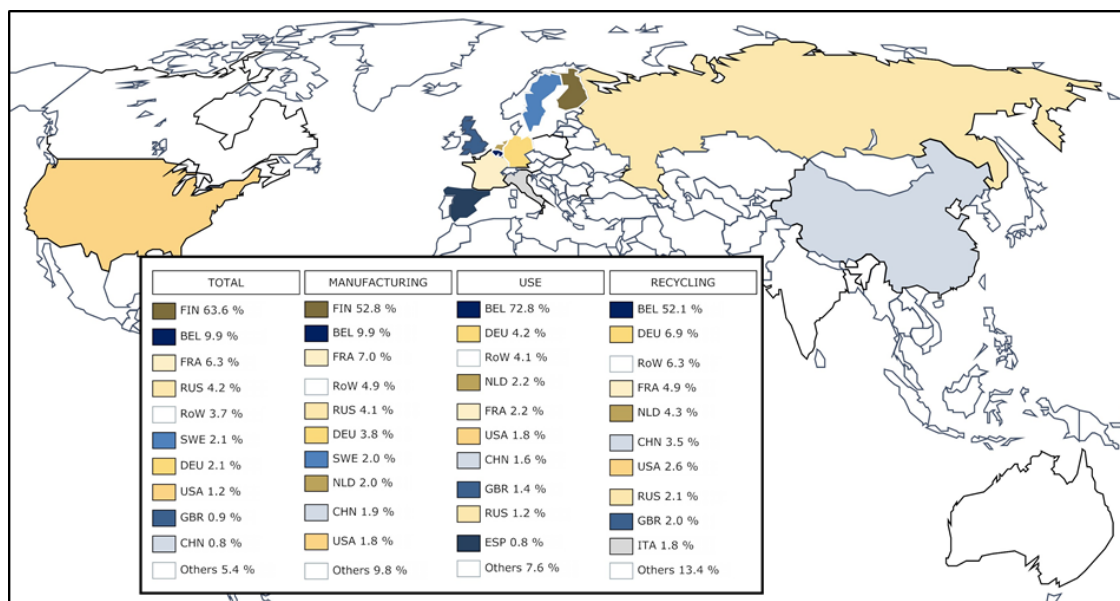 TOTAL
FIN 63.6 %
BEL 9.9 %
FRA 6.3 %
RUS 4.2 %
RoW 3.7 %
SWE 2.1 %
DEU 2.1 %
USA 1.2 %
GBR 0.9 %
CHN 0.8 %
Others 5.4 %
MANUFACTURING
FIN 52.8 %
BEL 9.9 %
FRA 7.0 %
RoW 4.9 %
RUS 4.1 %
DEU 3.8 %
SWE 2.0 %
NLD 2.0 %
CHN 1.9 %
USA 1.8 %
Others 9.8 %
USE
BEL 72.8 %
DEU 4.2 %
RoW 4.1 %
NLD 2.2 %
FRA 2.2 %
USA 1.8 %
CHN 1.6 %
GBR 1.4 %
RUS 1.2 %
ESP 0.8 %
Others 7.6 %
RECYCLING
BEL 52.1 %
DEU 6.9 %
RoW 6.3 %
FRA 4.9 %
NLD 4.3 %
CHN 3.5 %
USA 2.6 %
RUS 2.1 %
GBR 2.0 %
ITA 1.8 %
Others 13.4 %